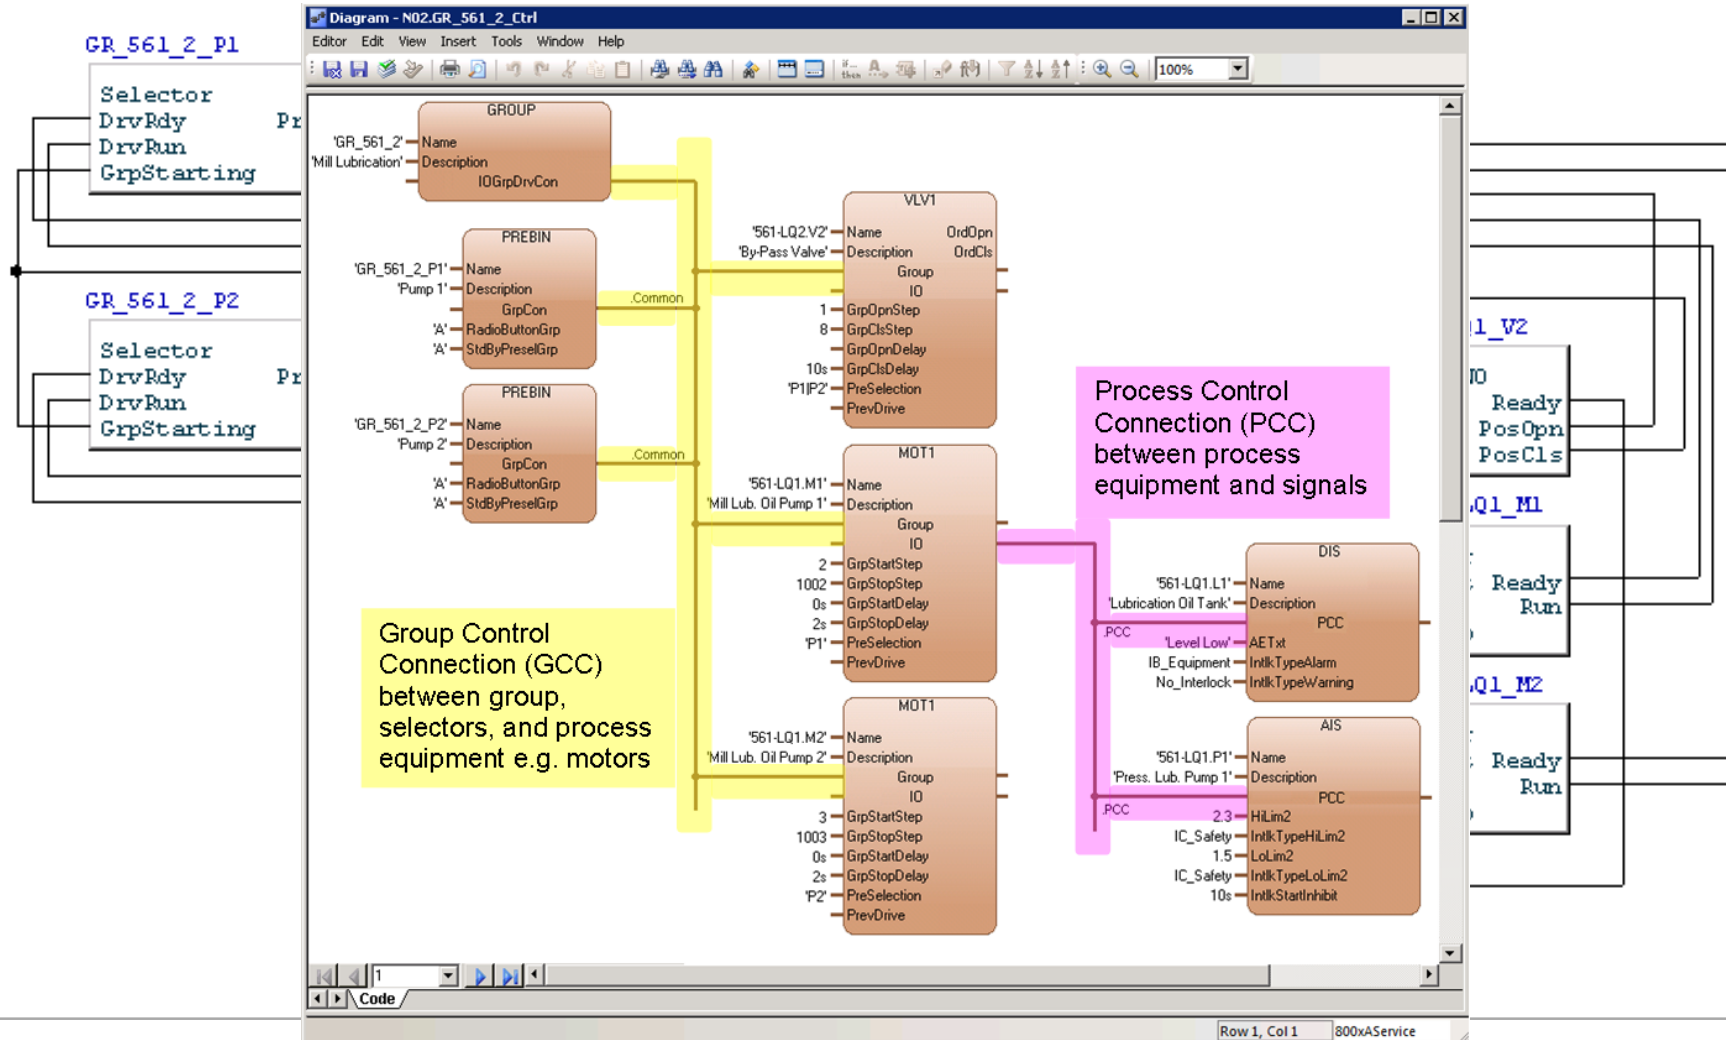 GR_561_2_P1
Selector
DrvRdy Pr
DrvRun
GrpStarting
GR_561_2_P2
Selector
DrvRdy Pr
DrvRun
GrpStarting
Diagram - N02.GR_561_2_Ctrl
Editor Edit View Insert Tools Window Help
100%
GROUP
'GR_561_2' Name
'Mill Lubrication' Description
IOGrpDrvCon
PREBIN
'GR_561_2_P1' Name
'Pump 1' Description
GrpCon .Common
'A' RadioButtonGrp
'A' StdByPreselGrp
PREBIN
'GR_561_2_P2' Name
'Pump 2' Description
GrpCon .Common
'A' RadioButtonGrp
'A' StdByPreselGrp
Group Control
Connection (GCC)
between group,
selectors, and process
equipment e.g. motors
VLV1
'561-LQ2.V2' Name OrdOpn
'By-Pass Valve' Description OrdCls
Group
IO
1 GrpOpnStep
8 GrpClsStep
GrpOpnDelay
10s GrpClsDelay
'P1|P2' PreSelection
PrevDrive
MOT1
'561-LQ1.M1' Name
'Mill Lub. Oil Pump 1' Description
Group
IO
2 GrpStartStep
1002 GrpStopStep
0s GrpStartDelay
2s GrpStopDelay
'P1' PreSelection
PrevDrive
MOT1
'561-LQ1.M2' Name
'Mill Lub. Oil Pump 2' Description
Group
IO
3 GrpStartStep
1003 GrpStopStep
0s GrpStartDelay
2s GrpStopDelay
'P2' PreSelection
PrevDrive
Process Control
Connection (PCC)
between process
equipment and signals
DIS
'561-LQ1.L1' Name
'Lubrication Oil Tank' Description
.PCC PCC
'Level Low' AETxt
IB_Equipment IntlkTypeAlarm
No_Interlock IntlkTypeWarning
AIS
'561-LQ1.P1' Name
'Press. Lub. Pump 1' Description
.PCC PCC
2.3 HiLim2
IC_Safety IntlkTypeHiLim2
1.5 LoLim2
IC_Safety IntlkTypeLoLim2
10s IntlkStartInhibit
1_V2
Ready
PosOpn
PosCls
Q1_M1
Ready
Run
Q1_M2
Ready
Run
1
Code
Row 1, Col 1 800xAService